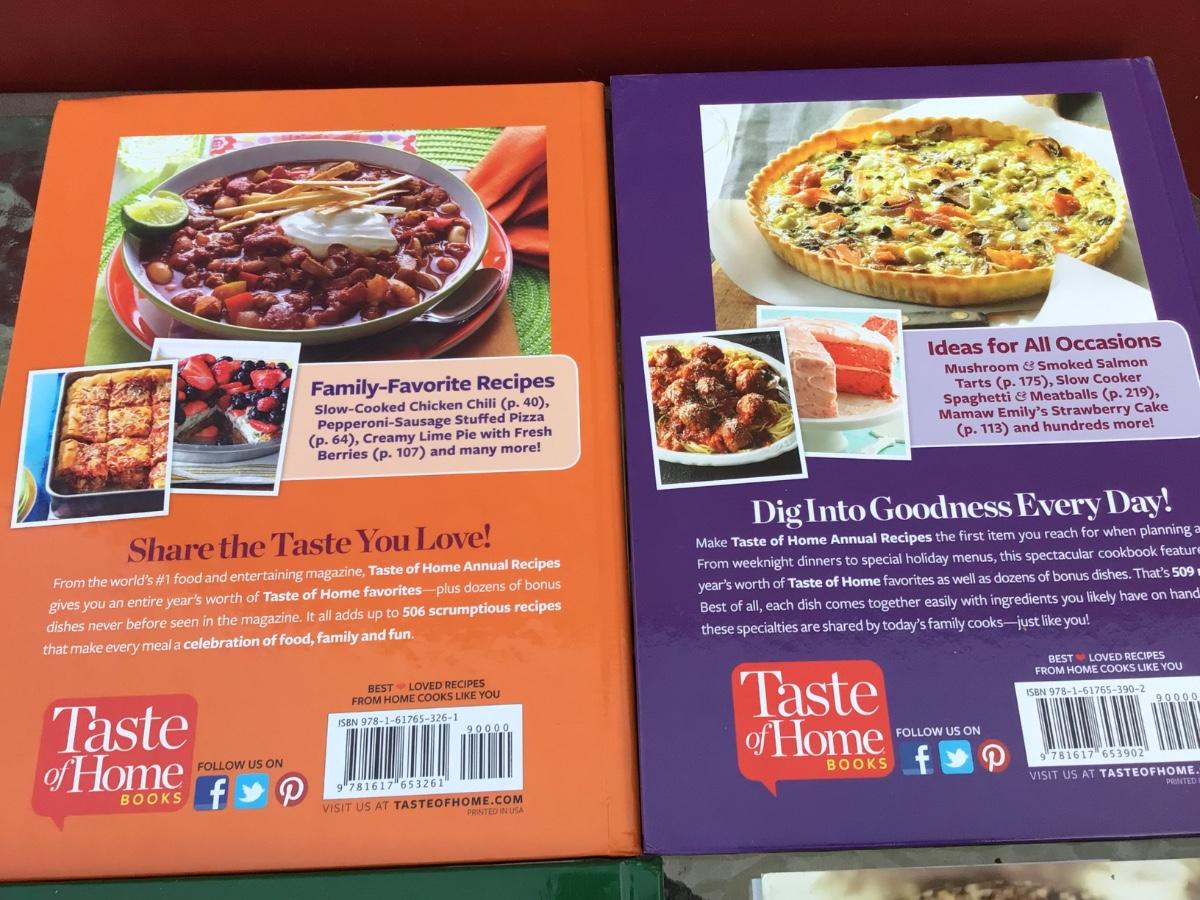 Family-Favorite Recipes
Slow-Cooked Chicken Chili (p. 40),
Pepperoni-Sausage Stuffed Pizza
(p. 64), Creamy Lime Pie with Fresh
Berries (p. 107) and many more!
Share the Taste You Love!
From the world's #1 food and entertaining magazine, Taste of Home Annual Recipes
gives you an entire year's worth of Taste of Home favorites—plus dozens of bonus
dishes never before seen in the magazine. It all adds up to 506 scrumptious recipes
that make every meal a celebration of food, family and fun.
BEST ❤ LOVED RECIPES
FROM HOME COOKS LIKE YOU
Taste
of Home
BOOKS
FOLLOW US ON
ISBN 978-1-61765-326-1
90000
9 781617 653261
VISIT US AT TASTEOFHOME.COM
PRINTED IN USA
Ideas for All Occasions
Mushroom & Smoked Salmon
Tarts (p. 175), Slow Cooker
Spaghetti & Meatballs (p. 219),
Mamaw Emily's Strawberry Cake
(p. 113) and hundreds more!
Dig Into Goodness Every Day!
Make Taste of Home Annual Recipes the first item you reach for when planning
From weeknight dinners to special holiday menus, this spectacular cookbook
year's worth of Taste of Home favorites as well as dozens of bonus dishes. That's 509
Best of all, each dish comes together easily with ingredients you likely have on
these specialties are shared by today's family cooks—just like you!
BEST ❤ LOVED RECIPES
FROM HOME COOKS LIKE YOU
Taste
of Home
BOOKS
FOLLOW US ON
ISBN 978-1-61765-390-2
90000
9 781617 653902
VISIT US AT TASTEOFHOME.
PRINTED